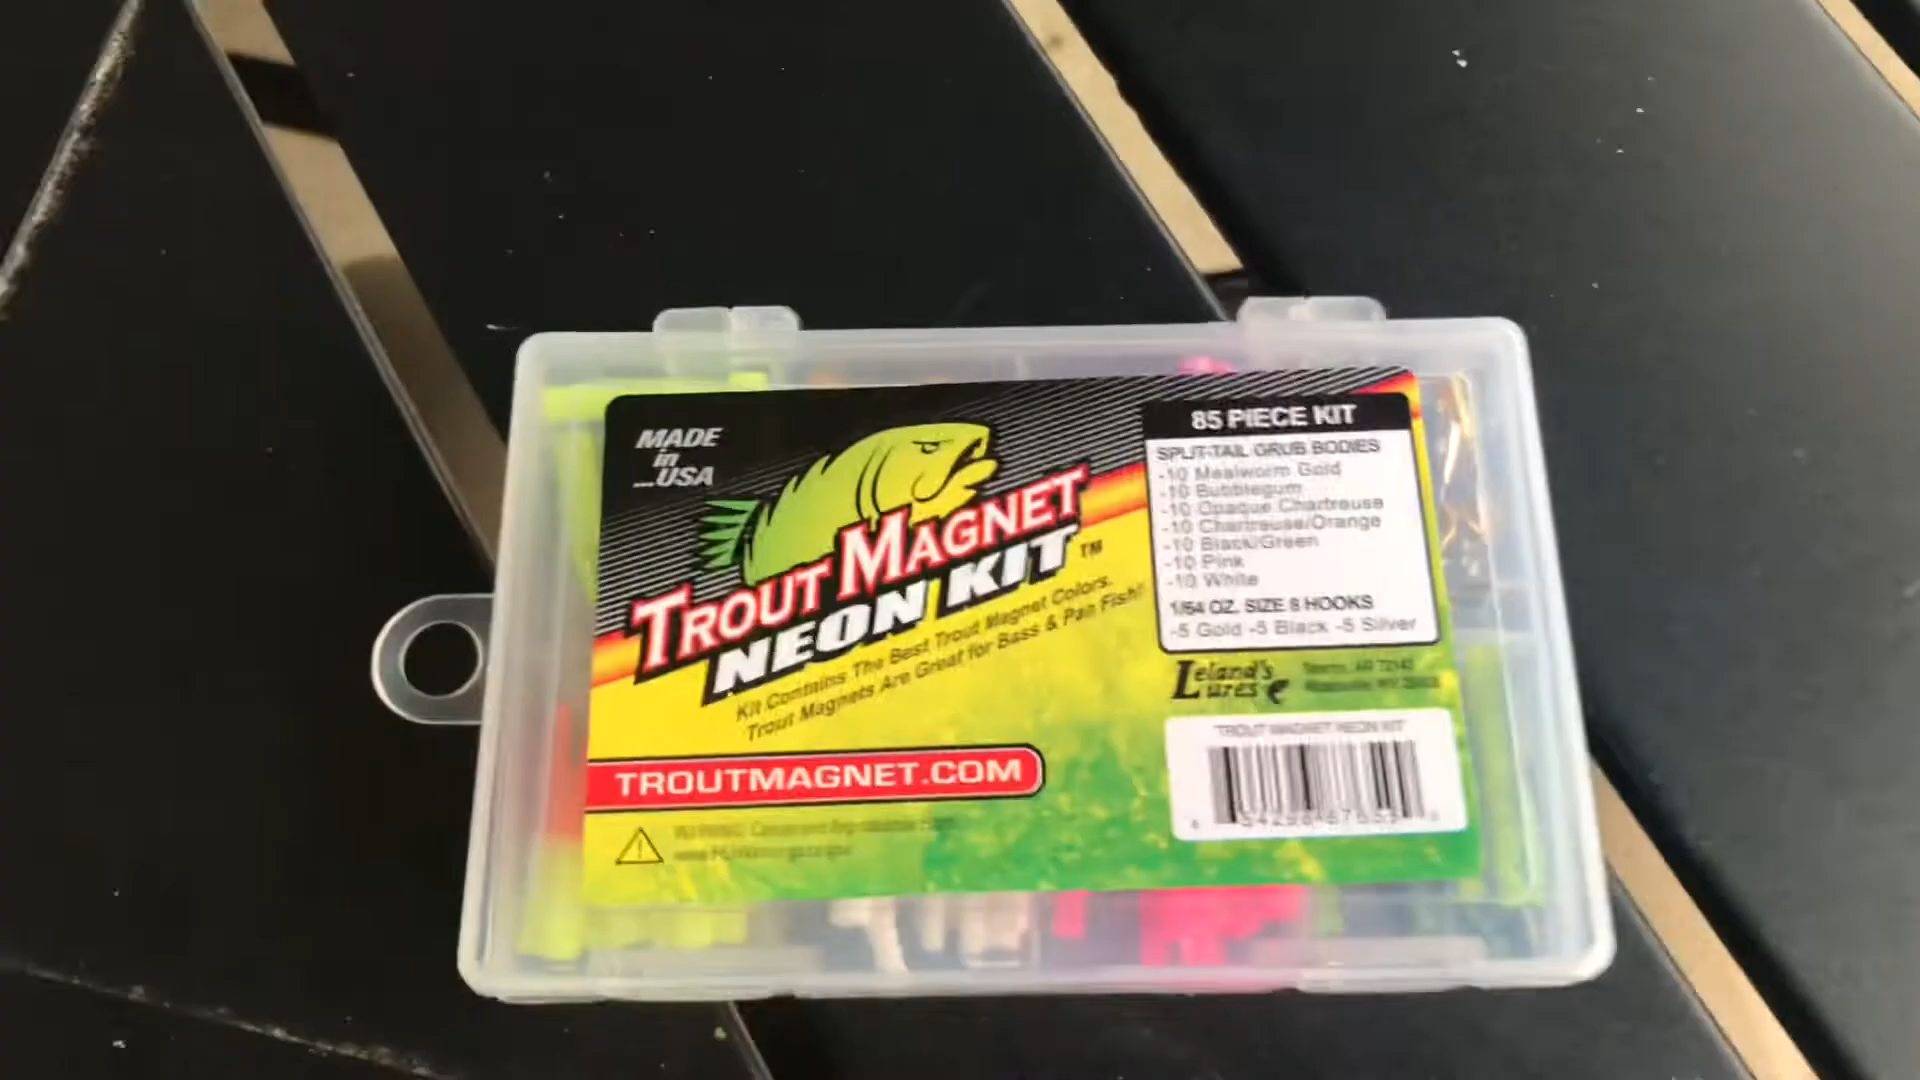 MADE
in
...USA
TROUT MAGNET
NEON KIT™
Kit Contains The Best Trout Magnet Colors.
Trout Magnets Are Great for Bass & Pan Fish!
TROUTMAGNET.COM
85 PIECE KIT
SPLIT-TAIL GRUB BODIES
-10 Mealworm Gold
-10 Bubblegum
-10 Opaque Chartreuse
-10 Chartreuse/Orange
-10 Black/Green
-10 Pink
-10 White
1/64 OZ. SIZE 8 HOOKS
-5 Gold -5 Black -5 Silver
Leland's
Lures
TROUT MAGNET NEON KIT